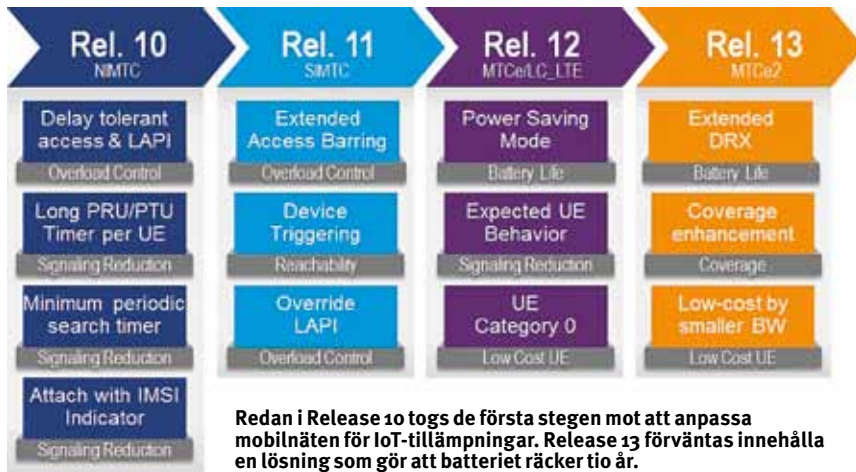 Rel. 10
NIMTC
Delay tolerant
access & LAPI
Overload Control
Long PRU/PTU
Timer per UE
Signaling Reduction
Minimum periodic
search timer
Signaling Reduction
Attach with IMSI
Indicator
Signaling Reduction
Rel. 11
SIMTC
Extended
Access Barring
Overload Control
Device
Triggering
Reachability
Override
LAPI
Overload Control
Rel. 12
MTCe/LC_LTE
Power Saving
Mode
Battery Life
Expected UE
Behavior
Signaling Reduction
UE
Category 0
Low Cost UE
Rel. 13
MTCe2
Extended
DRX
Battery Life
Coverage
enhancement
Coverage
Low-cost by
smaller BW
Low Cost UE
Redan i Release 10 togs de första stegen mot att anpassa
mobilnäten för IoT-tillämpningar. Release 13 förväntas innehålla
en lösning som gör att batteriet räcker tio år.